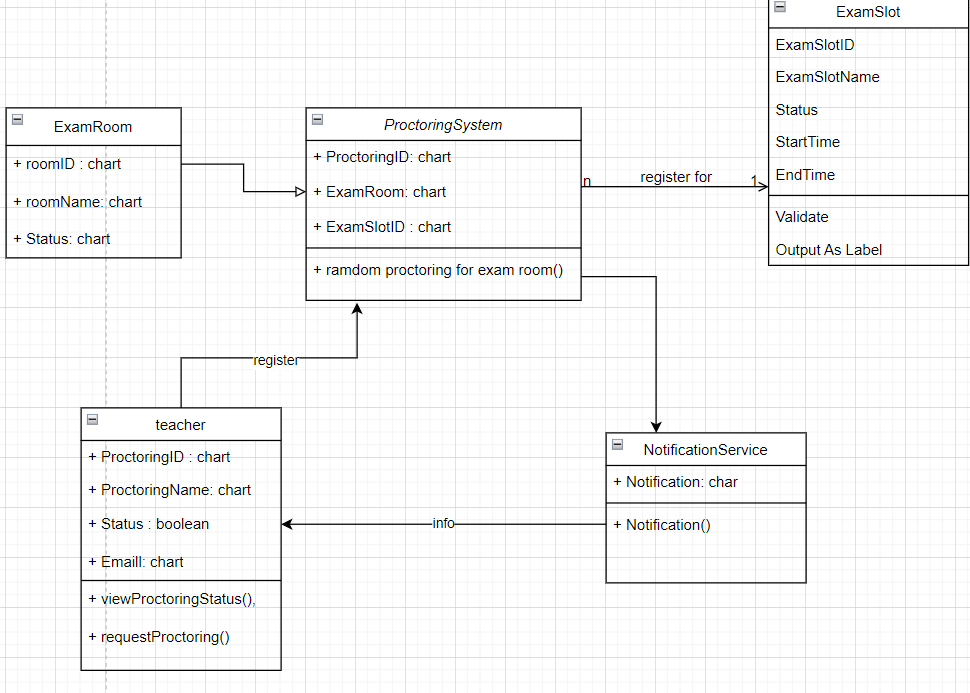 ExamSlot
ExamSlotID
ExamSlotName
Status
StartTime
EndTime
Validate
Output As Label
ExamRoom
+ roomID : chart
+ roomName: chart
+ Status: chart
ProctoringSystem
+ ProctoringID: chart
+ ExamRoom: chart
+ ExamSlotID : chart
+ ramdom proctoring for exam room()
n
register for
1
register
teacher
+ ProctoringID : chart
+ ProctoringName: chart
+ Status : boolean
+ Emaill: chart
+ viewProctoringStatus(),
+ requestProctoring()
info
NotificationService
+ Notification: char
+ Notification()